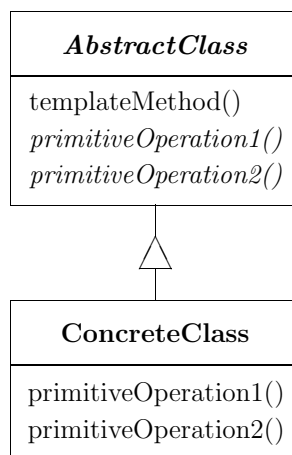 AbstractClass
templateMethod()
primitiveOperation1()
primitiveOperation2()
ConcreteClass
primitiveOperation1()
primitiveOperation2()